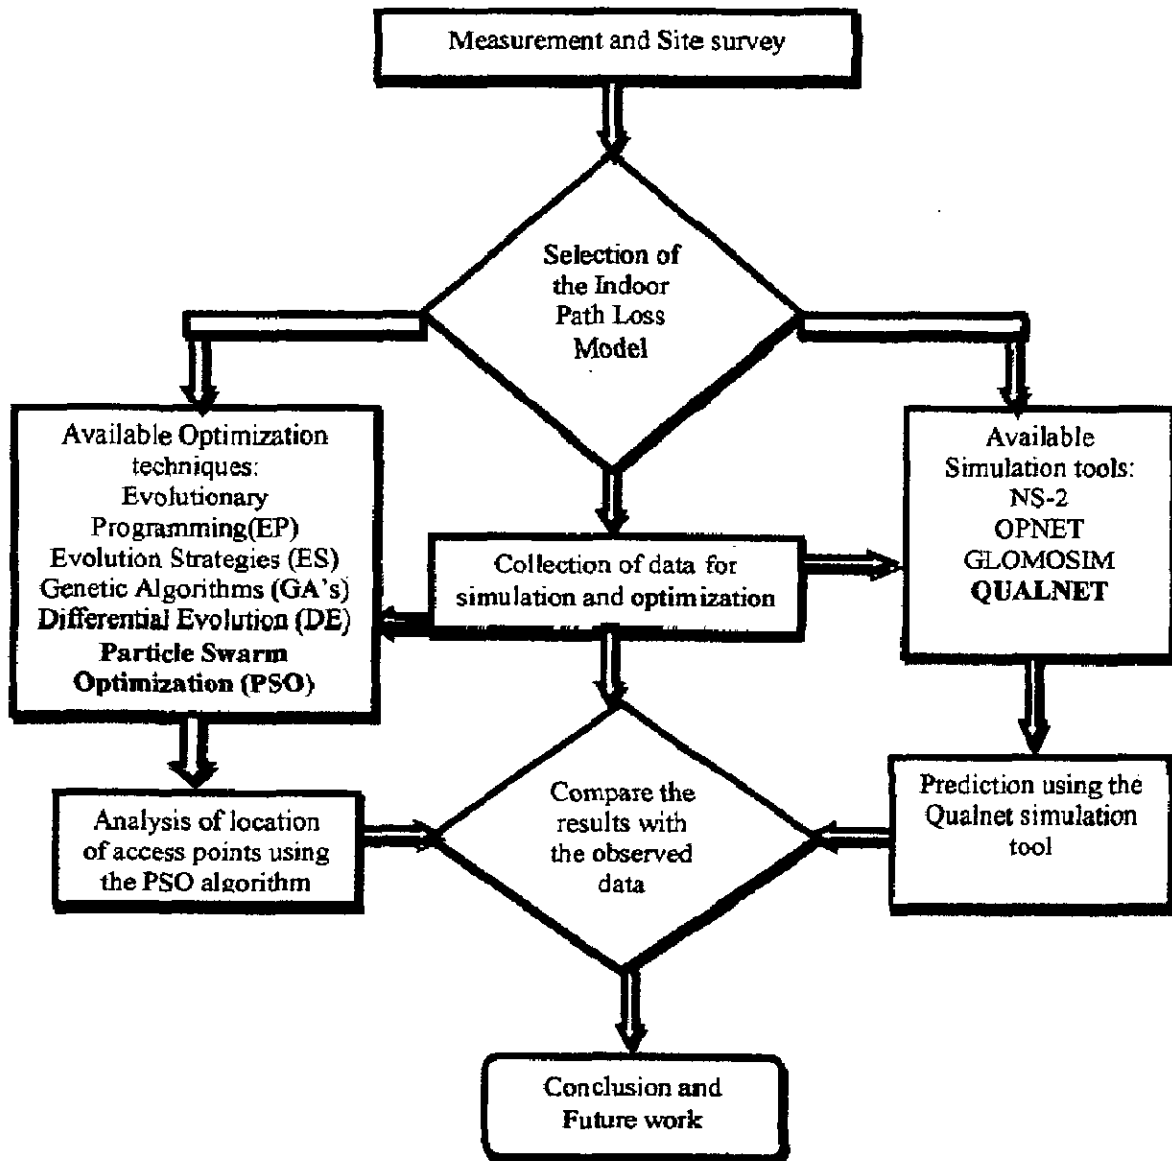 Measurement and Site survey
Selection of
the Indoor
Path Loss
Model
Available Optimization
techniques:
Evolutionary
Programming(EP)
Evolution Strategies (ES)
Genetic Algorithms (GA's)
Differential Evolution (DE)
Particle Swarm
Optimization (PSO)
Collection of data for
simulation and optimization
Available
Simulation tools:
NS-2
OPNET
GLOMOSIM
QUALNET
Analysis of location
of access points using
the PSO algorithm
Compare the
results with
the observed
data
Prediction using the
Qualnet simulation
tool
Conclusion and
Future work